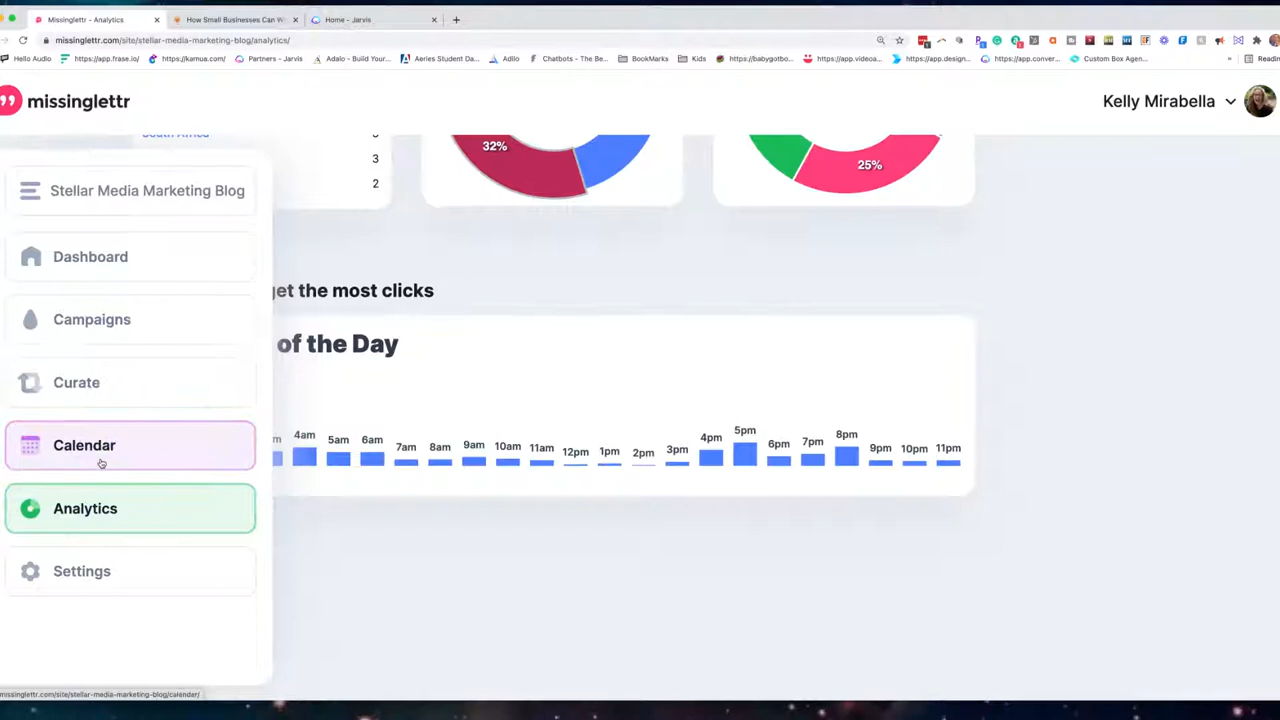 Missinglettr - Analytics
How Small Businesses Can W
Home - Jarvis
missinglettr.com/site/stellar-media-marketing-blog/analytics/
Hello Audio
https://app.frase.io/
https://kamua.com/
Partners - Jarvis
Adalo - Build Your...
Aeries Student Da...
Adilo
Chatbots - The Be...
BookMarks
Kids
https://babygotbo...
https://app.videoa...
https://app.design...
https://app.conver...
Custom Box Agen...
»
Readin
missinglettr
Kelly Mirabella
3
2
32%
25%
Stellar Media Marketing Blog
Dashboard
Campaigns
Curate
Calendar
Analytics
Settings
get the most clicks
of the Day
4am 5am 6am 7am 8am 9am 10am 11am 12pm 1pm 2pm 3pm 4pm 5pm 6pm 7pm 8pm 9pm 10pm 11pm
missinglettr.com/site/stellar-media-marketing-blog/calender/